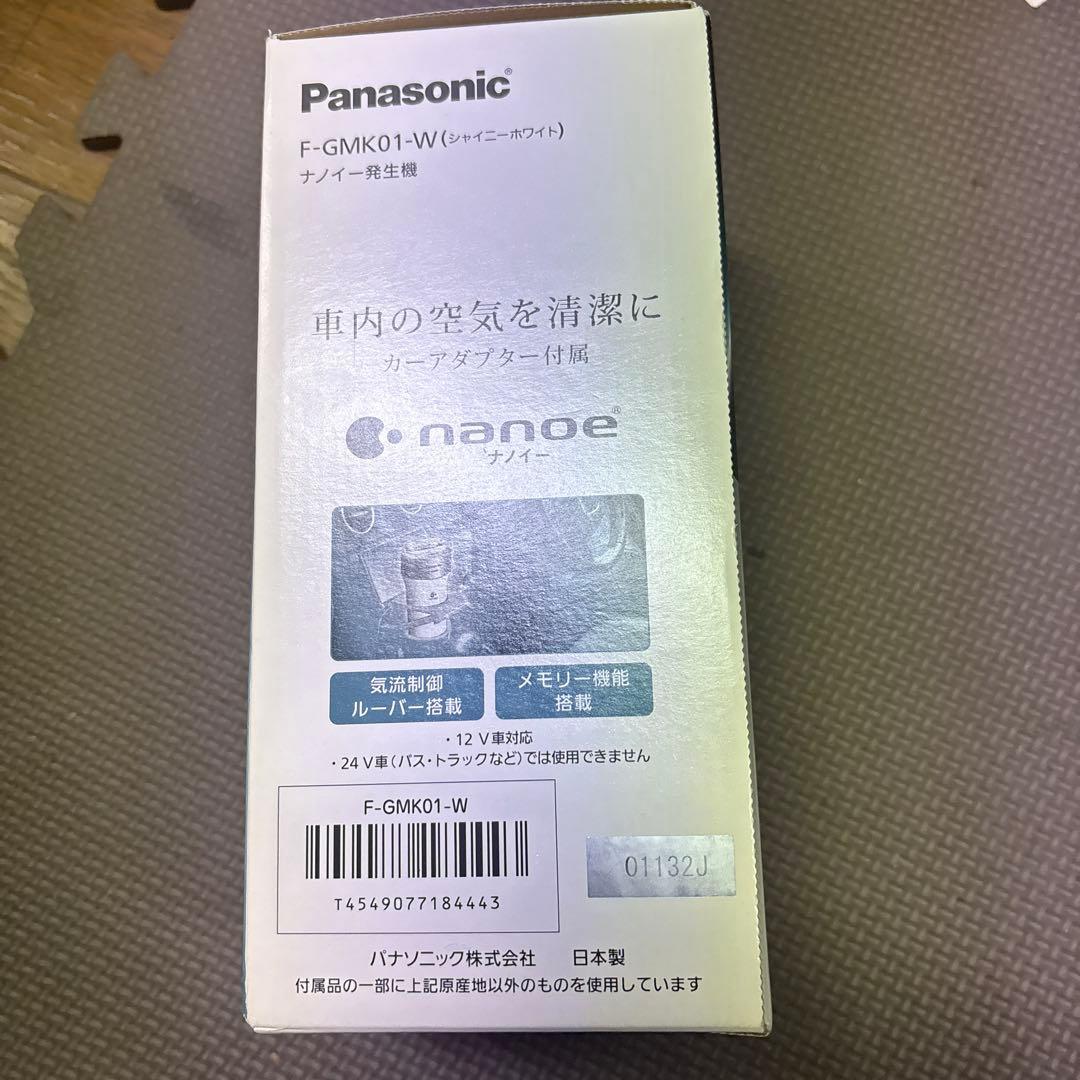 Panasonic®
F-GMK01-W(シャイニーホワイト)
ナノイー発生機
車内の空気を清潔に
カーアダプター付属
nanoe®
ナノイー
気流制御
ルーバー搭載
メモリー機能
搭載
・12 V車対応
・24 V車(バス・トラックなど)では使用できません
F-GMK01-W
T4549077184443
01132J
パナソニック株式会社 日本製
付属品の一部に上記原産地以外のものを使用しています